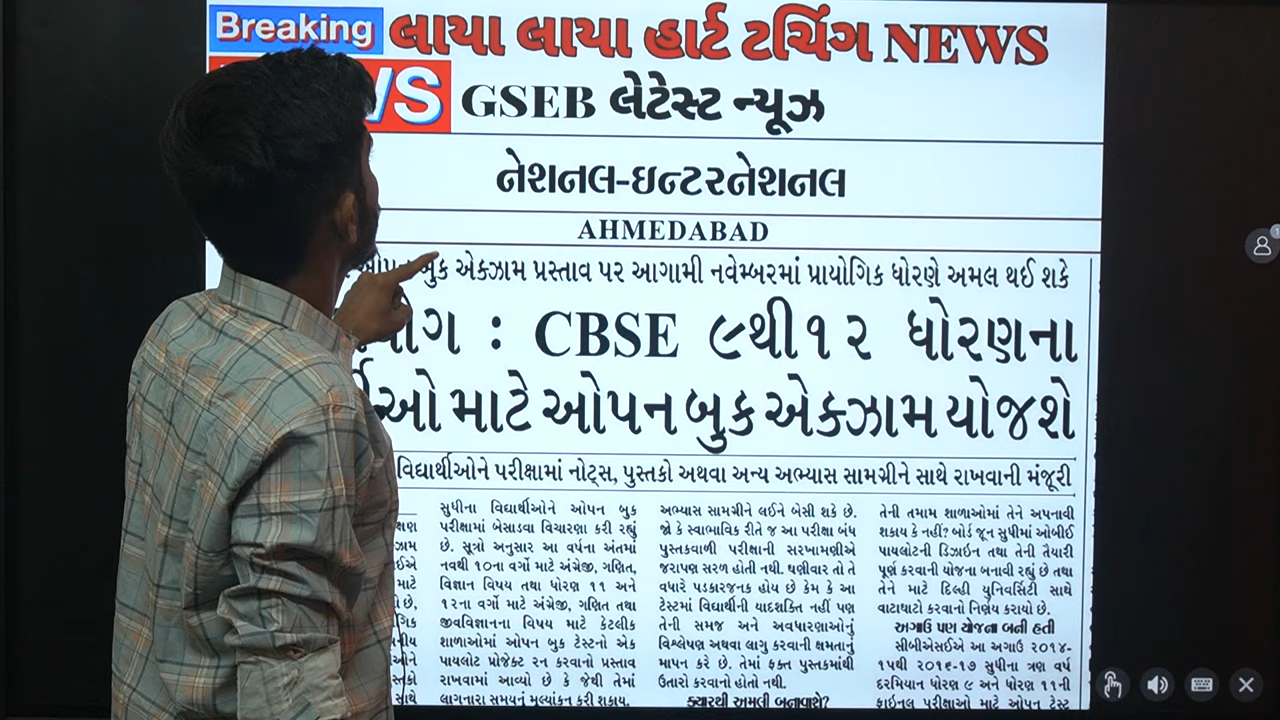 Breaking લાયા લાયા હાર્ટ ટચિંગ NEWS
GSEB લેટેસ્ટ ન્યૂઝ
નેશનલ-ઇન્ટરનેશનલ
AHMEDABAD
ઓપન બુક એક્ઝામ પ્રસ્તાવ પર આગામી નવેમ્બરમાં પ્રાયોગિક ધોરણે અમલ થઈ શકે
: CBSE ૯થી૧૨ ધોરણના
માટે ઓપન બુક એક્ઝામ યોજશે
વિદ્યાર્થીઓને પરીક્ષામાં નોટ્સ, પુસ્તકો અથવા અન્ય અભ્યાસ સામગ્રીને સાથે રાખવાની મંજૂરી
સુધીના વિદ્યાર્થીઓને ઓપન બુક
પરીક્ષામાં બેસાડવા વિચારણા કરી રહ્યું
છે. સૂત્રો અનુસાર આ વર્ષના અંતમાં
નવથી ૧૦ના વર્ગો માટે અંગ્રેજી, ગણિત,
વિજ્ઞાન વિષય તથા ધોરણ ૧૧ અને
૧૨ના વર્ગો માટે અંગ્રેજી, ગણિત તથા
જીવવિજ્ઞાનના વિષય માટે કેટલીક
શાળાઓમાં ઓપન બુક ટેસ્ટનો એક
પાયલોટ પ્રોજેક્ટ રન કરવાનો પ્રસ્તાવ
રાખવામાં આવ્યો છે કે જેથી તેમાં
લાગનારા સમયનું મૂલ્યાંકન કરી શકાય.
અભ્યાસ સામગ્રીને લઈને બેસી શકે છે.
જો કે સ્વાભાવિક રીતે જ આ પરીક્ષા બંધ
પુસ્તકવાળી પરીક્ષાની સરખામણીએ
જરાપણ સરળ હોતી નથી. ઘણીવાર તો તે
વધારે પડકારજનક હોય છે કેમ કે આ
ટેસ્ટમાં વિદ્યાર્થીની યાદશક્તિ નહીં પણ
તેની સમજ અને અવધારણાઓનું
વિશ્લેષણ અથવા લાગુ કરવાની ક્ષમતાનું
માપન કરે છે. તેમાં ફક્ત પુસ્તકમાંથી
ઉતારો કરવાનો હોતો નથી.
ક્યારથી અમલી બનાવાશે?
તેની તમામ શાળાઓમાં તેને અપનાવી
શકાય કે નહીં? બોર્ડ જૂન સુધીમાં ઓબીઈ
પાયલોટની ડિઝાઇન તથા તેની તૈયારી
પૂર્ણ કરવાની યોજના બનાવી રહ્યું છે તથા
તેને માટે દિલ્હી યુનિવર્સિટી સાથે
વાટાઘાટો કરવાનો નિર્ણય કરાયો છે.
અગાઉ પણ યોજના બની હતી
સીબીએસઈએ આ અગાઉ ૨૦૧૪-
૧૫થી ૨૦૧૬-૧૭ સુધીના ત્રણ વર્ષ
દરમિયાન ધોરણ ૯ અને ધોરણ ૧૧ની
ફાઈનલ પરીક્ષાઓ માટે ઓપન ટેસ્ટ